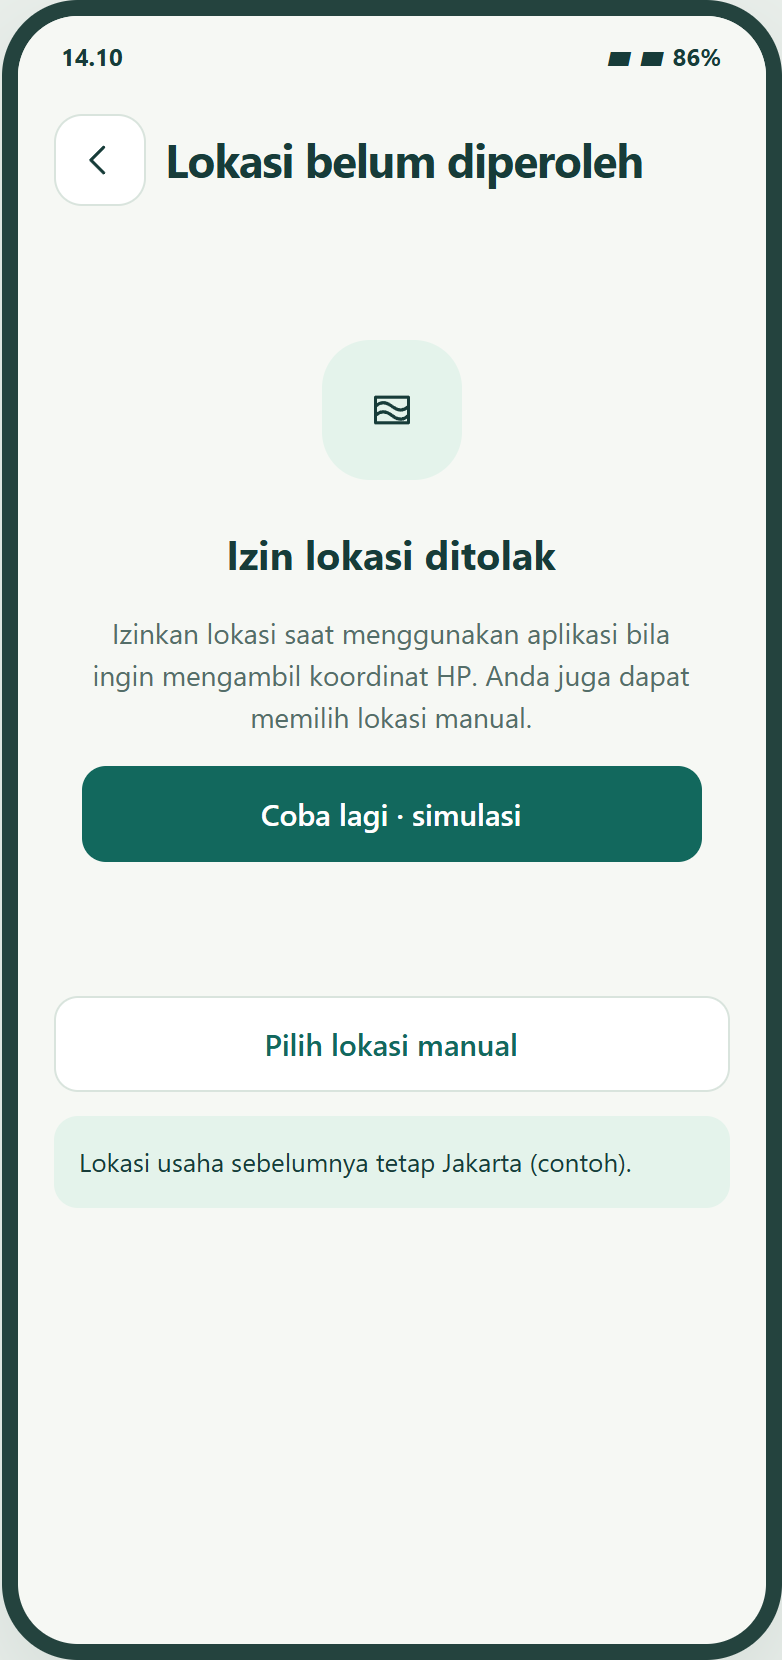 14.10
86%
Lokasi belum diperoleh
Izin lokasi ditolak
Izinkan lokasi saat menggunakan aplikasi bila
ingin mengambil koordinat HP. Anda juga dapat
memilih lokasi manual.
Coba lagi · simulasi
Pilih lokasi manual
Lokasi usaha sebelumnya tetap Jakarta (contoh).